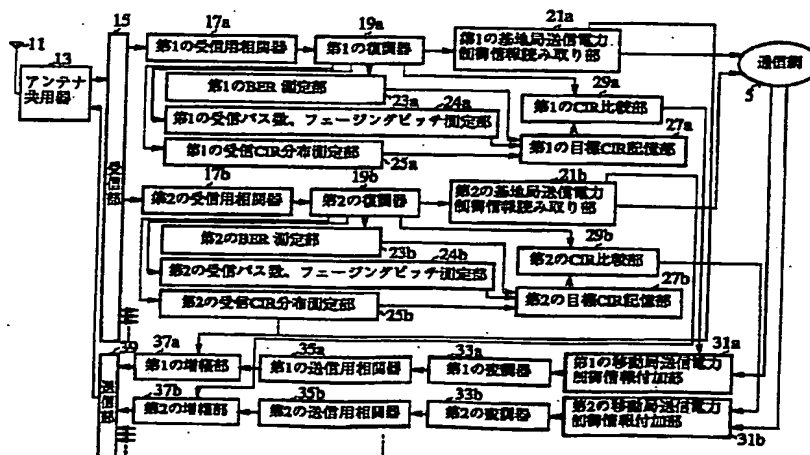 11
13
アンテナ
共用器
15
受信部
17a
第1の受信用相関器
19a
第1の復調器
21a
第1の基地局送信電力
制御情報読み取り部
通信網
5
第1のBER 測定部
23a
24a
第1の受信パス数、フェージングピッチ測定部
第1の受信CIR分布測定部
25a
29a
第1のCIR比較部
27a
第1の目標CIR記憶部
17b
第2の受信用相関器
19b
第2の復調器
21b
第2の基地局送信電力
制御情報読み取り部
第2のBER 測定部
23b
24b
第2の受信パス数、フェージングピッチ測定部
第2の受信CIR分布測定部
25b
29b
第2のCIR比較部
27b
第2の目標CIR記憶部
39
送信部
37a
第1の増幅部
35a
第1の送信用相関器
33a
第1の変調器
31a
第1の移動局送信電力
制御情報付加部
37b
第2の増幅部
35b
第2の送信用相関器
33b
第2の変調器
第2の移動局送信電力
制御情報付加部
31b